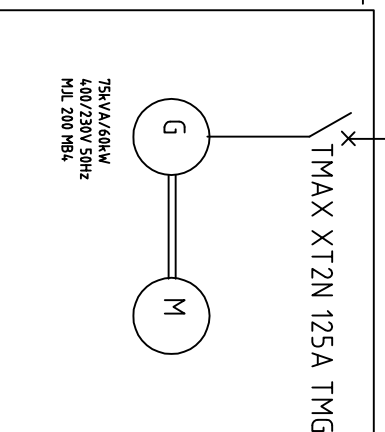 75kVA/60kW
400/230V 50Hz
MJL 200 MB4
G
M
TMAX XT2N 125A TMG